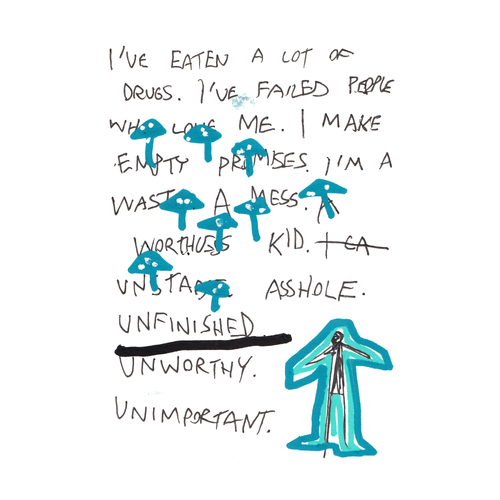 I'VE EATEN A LOT OF
DRUGS. I'VE FAILED PEOPLE
WHO LOVE ME. I MAKE
EMPTY PROMISES. I'M A
WASTE. A MESS. A
WORTHLESS KID. I CA
UNSTABLE ASSHOLE.
UNFINISHED
UNWORTHY.
UNIMPORTANT.